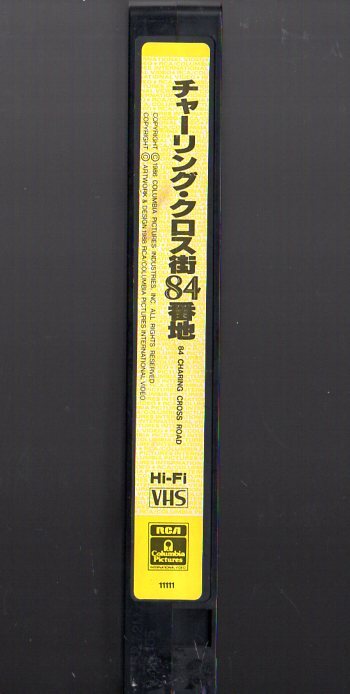 チャーリング・クロス街84番地
84 CHARING CROSS ROAD
COPYRIGHT Ⓒ 1986 COLUMBIA PICTURES INDUSTRIES, INC. ALL RIGHTS RESERVED
COPYRIGHT Ⓒ ARTWORK & DESIGN 1988 RCA/COLUMBIA PICTURES INTERNATIONAL VIDEO
Hi-Fi
VHS
RCA
Columbia
Pictures
INTERNATIONAL VIDEO
11111